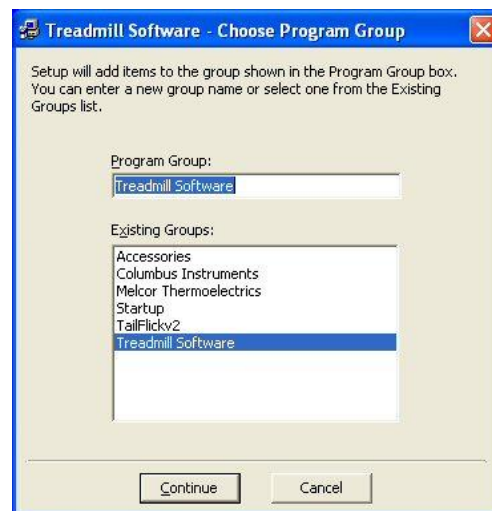 Treadmill Software - Choose Program Group
Setup will add items to the group shown in the Program Group box.
You can enter a new group name or select one from the Existing
Groups list.
Program Group:
Treadmill Software
Existing Groups:
Accessories
Columbus Instruments
Melcor Thermoelectrics
Startup
TailFlickv2
Treadmill Software
Continue
Cancel